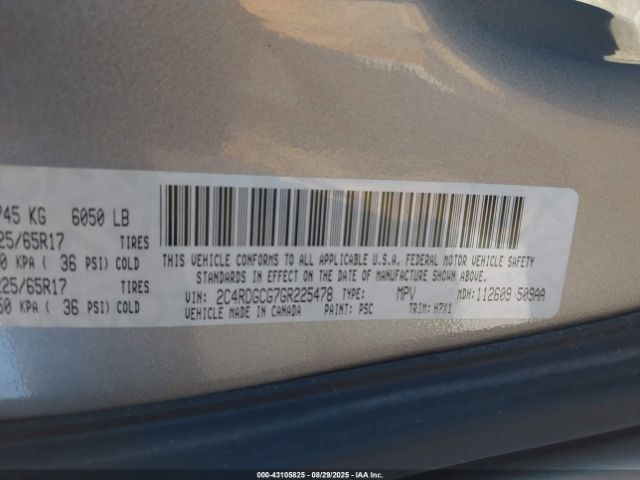 745 KG 6050 LB
25/65R17 TIRES
0 KPA ( 36 PSI) COLD
225/65R17 TIRES
50 KPA ( 36 PSI) COLD
THIS VEHICLE CONFORMS TO ALL APPLICABLE U.S.A. FEDERAL MOTOR VEHICLE SAFETY
STANDARDS IN EFFECT ON THE DATE OF MANUFACTURE SHOWN ABOVE.
VIN: 2C4RDGCG7GR225478 TYPE: MPV MDH: 112609 509AA
VEHICLE MADE IN CANADA PAINT: PSC TRIM: H7X1
000-43105825 - 08/29/2025 - IAA Inc.